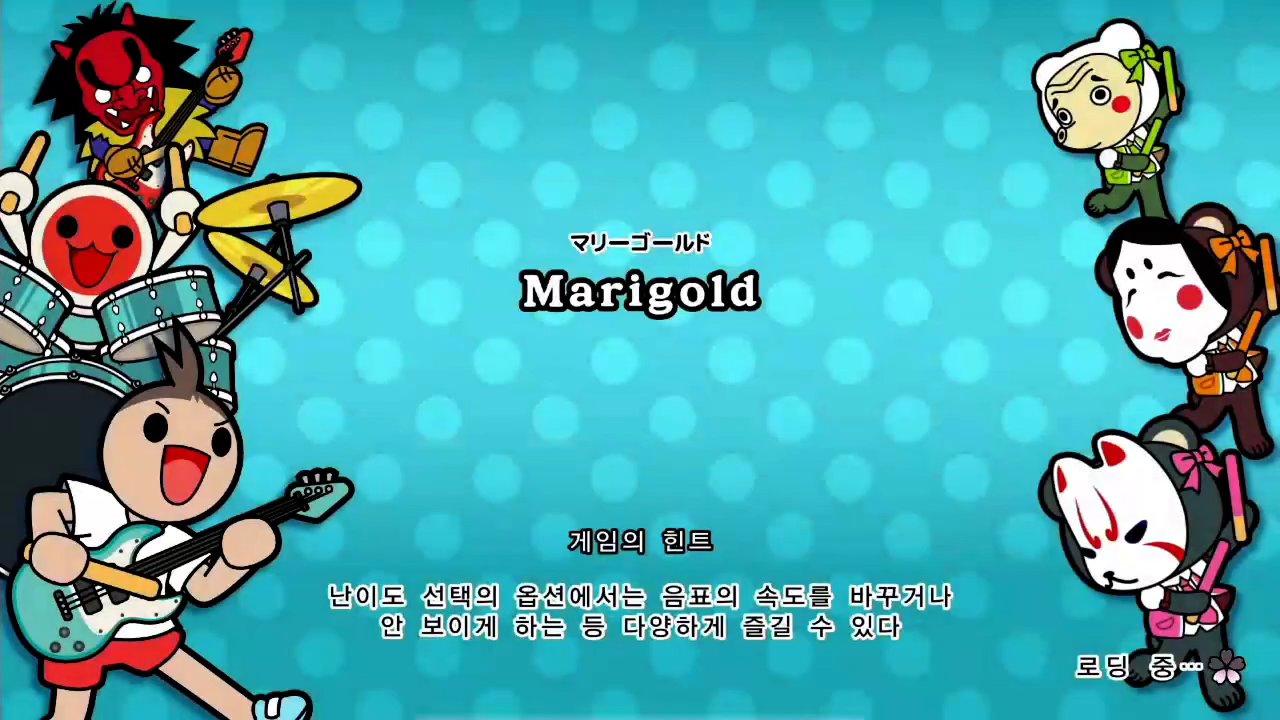 マリーゴールド
Marigold
게임의 힌트
난이도 선택의 옵션에서는 음표의 속도를 바꾸거나
안 보이게 하는 등 다양하게 즐길 수 있다
로딩 중…